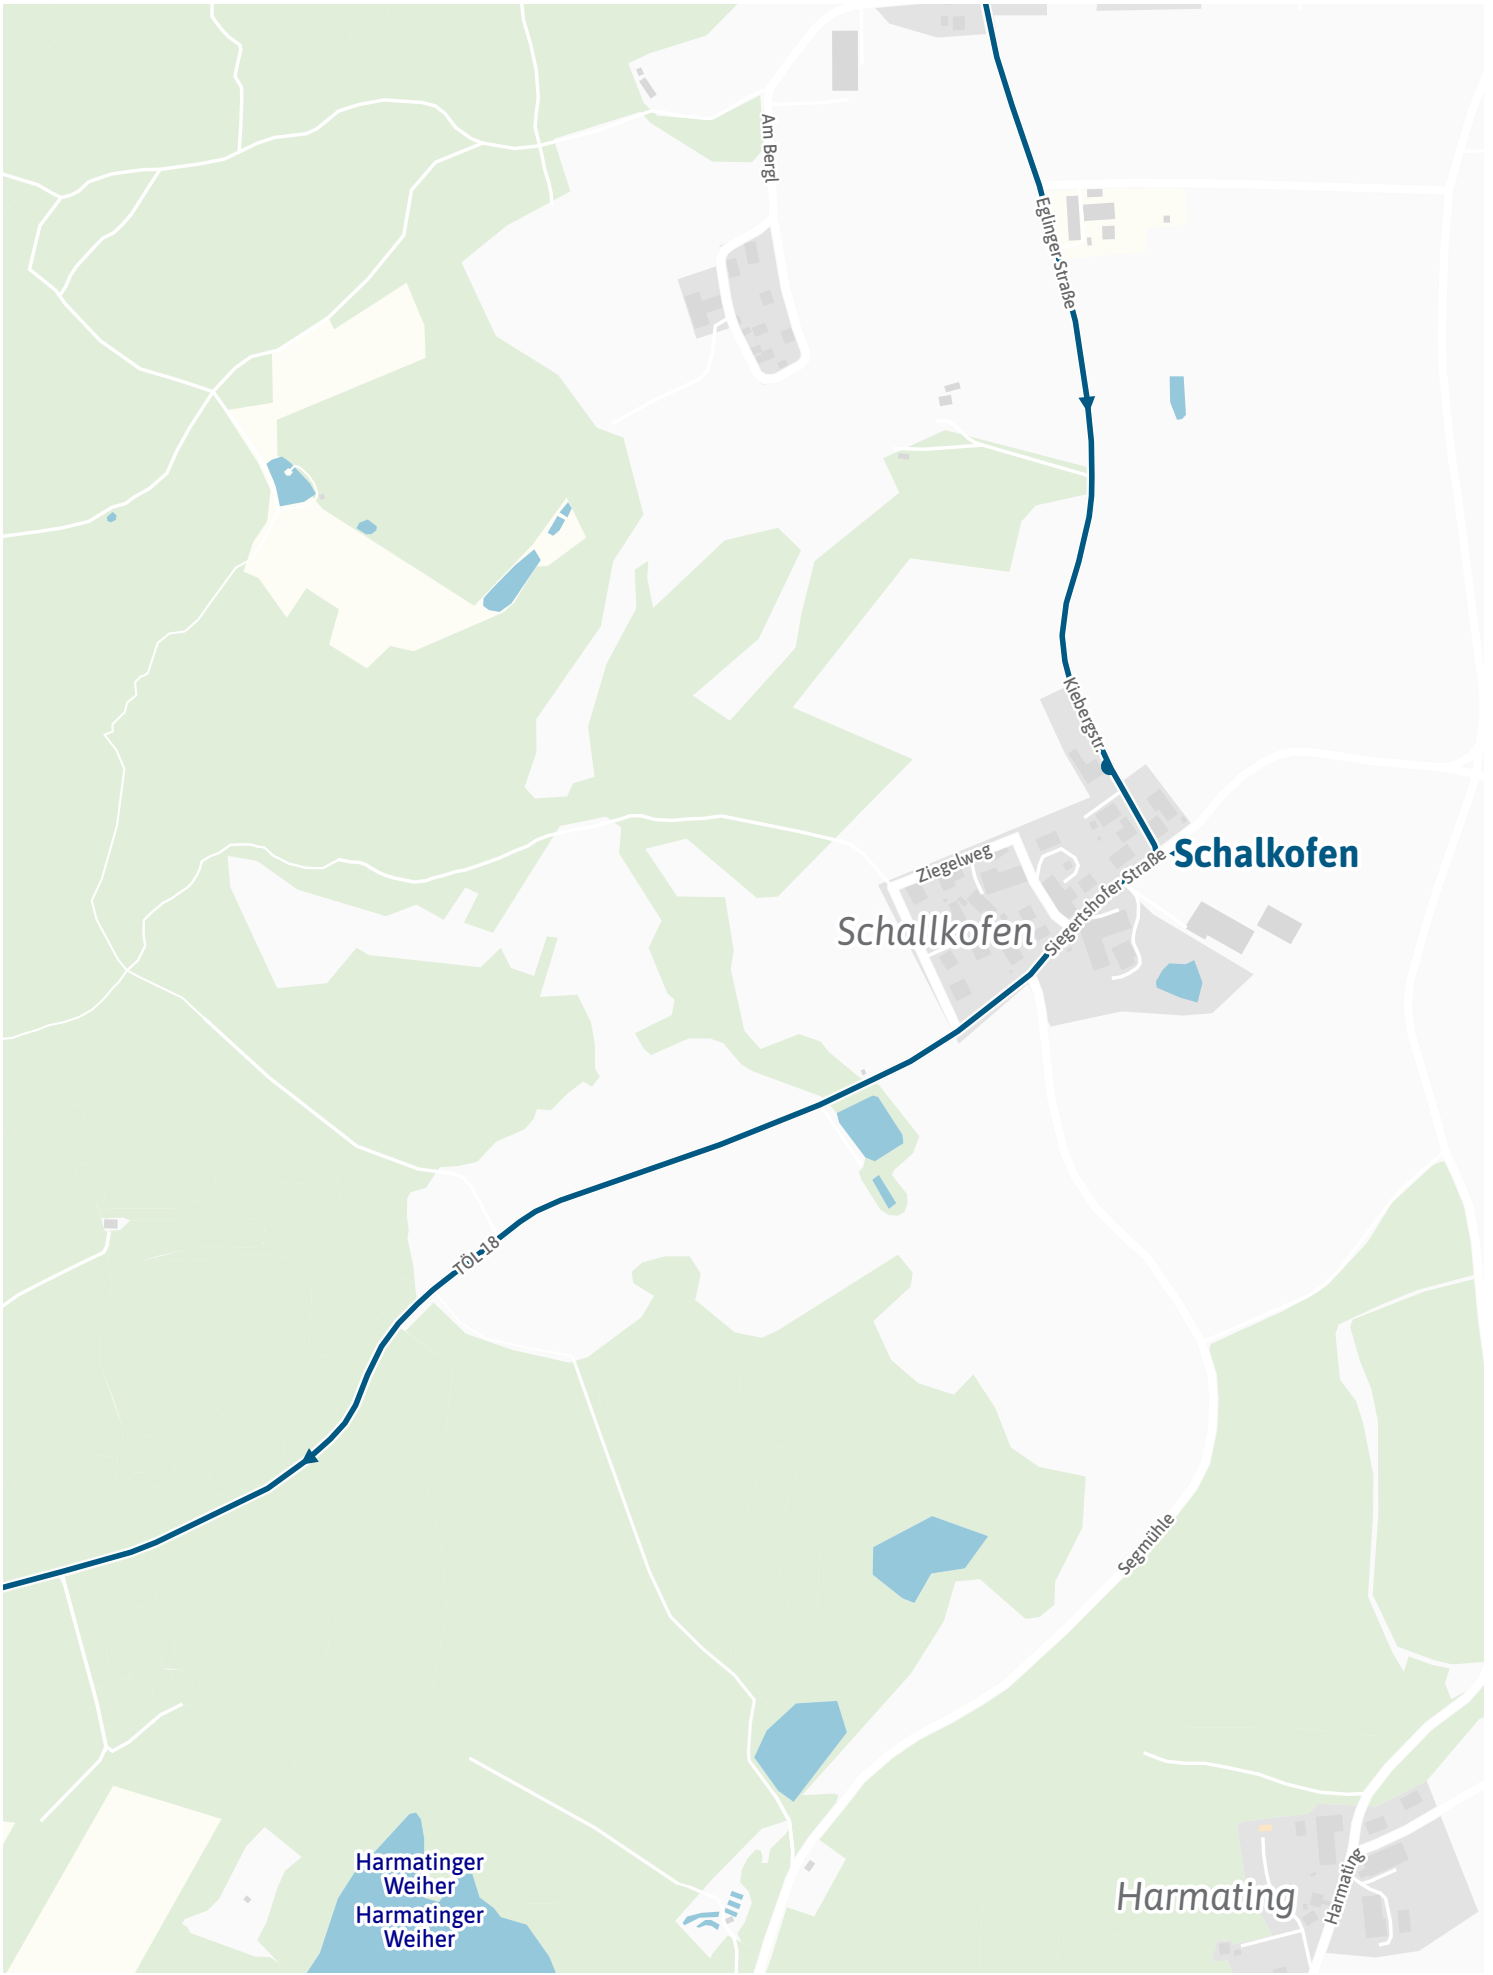 Am Bergl
Eglinger Straße
Kiebergstr.
Schalkofen
Ziegelweg
Siegertshofer Straße
Schallkofen
TÖL 18
Segmühle
Harmatinger
Weiher
Harmatinger
Weiher
Harmating
Harmating